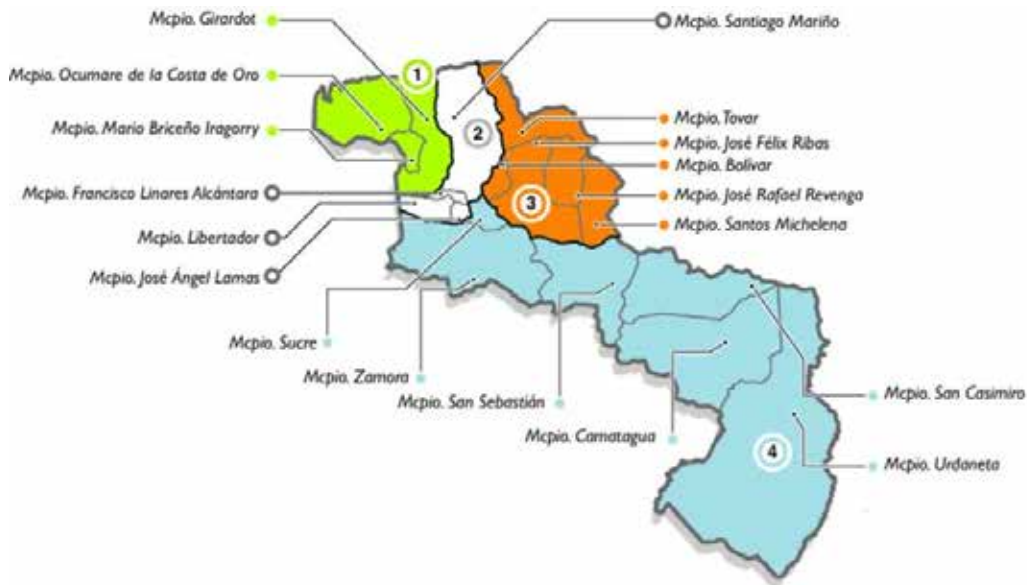 Mcpio. Girardot
Mcpio. Santiago Mariño
Mcpio. Ocumare de la Costa de Oro
1
Mcpio. Mario Briceño Iragorry
2
Mcpio. Tovar
Mcpio. José Félix Ribas
Mcpio. Bolívar
Mcpio. Francisco Linares Alcántara
Mcpio. José Rafael Revenga
3
Mcpio. Santos Michelena
Mcpio. Libertador
Mcpio. José Ángel Lamas
Mcpio. Sucre
Mcpio. Zamora
Mcpio. San Sebastián
Mcpio. San Casimiro
Mcpio. Camatagua
4
Mcpio. Urdaneta